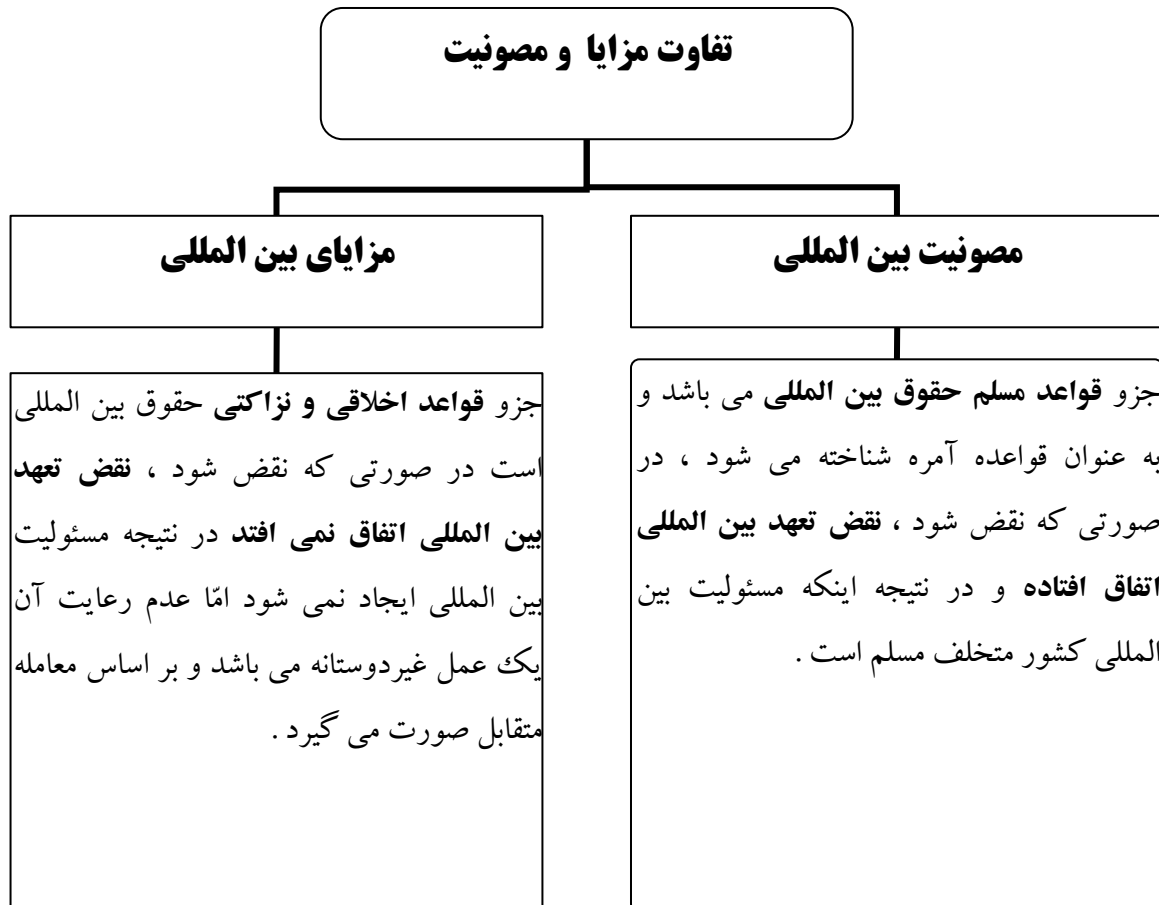 تفاوت مزایا و مصونیت
مصونیت بین المللی
جزو قواعد مسلم حقوق بین المللی می باشد و
به عنوان قواعده آمره شناخته می شود ، در
صورتی که نقض شود ، نقض تعهد بین المللی
اتفاق افتاده و در نتیجه اینکه مسئولیت بین
المللی کشور متخلف مسلم است .
مزایای بین المللی
جزو قواعد اخلاقی و نزاکتی حقوق بین المللی
است در صورتی که نقض شود ، نقض تعهد
بین المللی اتفاق نمی افتد در نتیجه مسئولیت
بین المللی ایجاد نمی شود امّا عدم رعایت آن
یک عمل غیردوستانه می باشد و بر اساس معامله
متقابل صورت می گیرد .